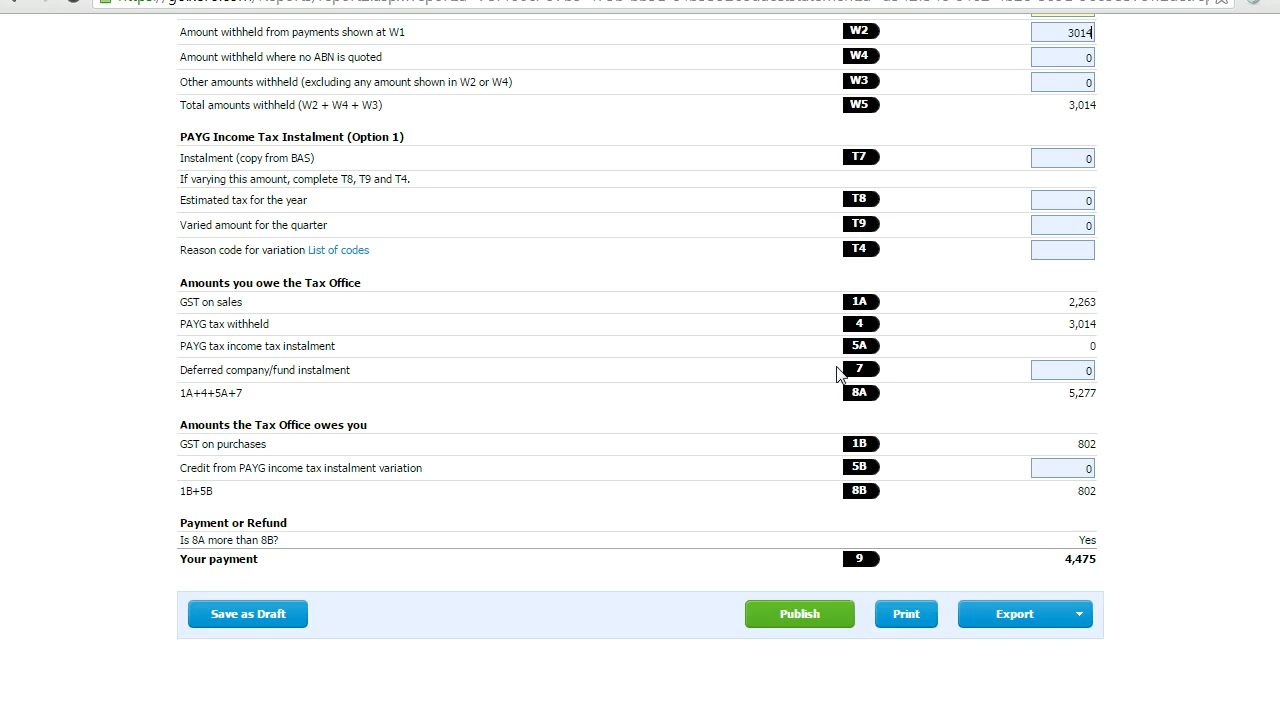 Amount withheld from payments shown at W1 W2 3014
Amount withheld where no ABN is quoted W4 0
Other amounts withheld (excluding any amount shown in W2 or W4) W3 0
Total amounts withheld (W2 + W4 + W3) W5 3,014
PAYG Income Tax Instalment (Option 1)
Instalment (copy from BAS) T7 0
If varying this amount, complete T8, T9 and T4.
Estimated tax for the year T8 0
Varied amount for the quarter T9 0
Reason code for variation List of codes T4
Amounts you owe the Tax Office
GST on sales 1A 2,263
PAYG tax withheld 4 3,014
PAYG tax income tax instalment 5A 0
Deferred company/fund instalment 7 0
1A+4+5A+7 8A 5,277
Amounts the Tax Office owes you
GST on purchases 1B 802
Credit from PAYG income tax instalment variation 5B 0
1B+5B 8B 802
Payment or Refund
Is 8A more than 8B? Yes
Your payment 9 4,475
Save as Draft Publish Print Export